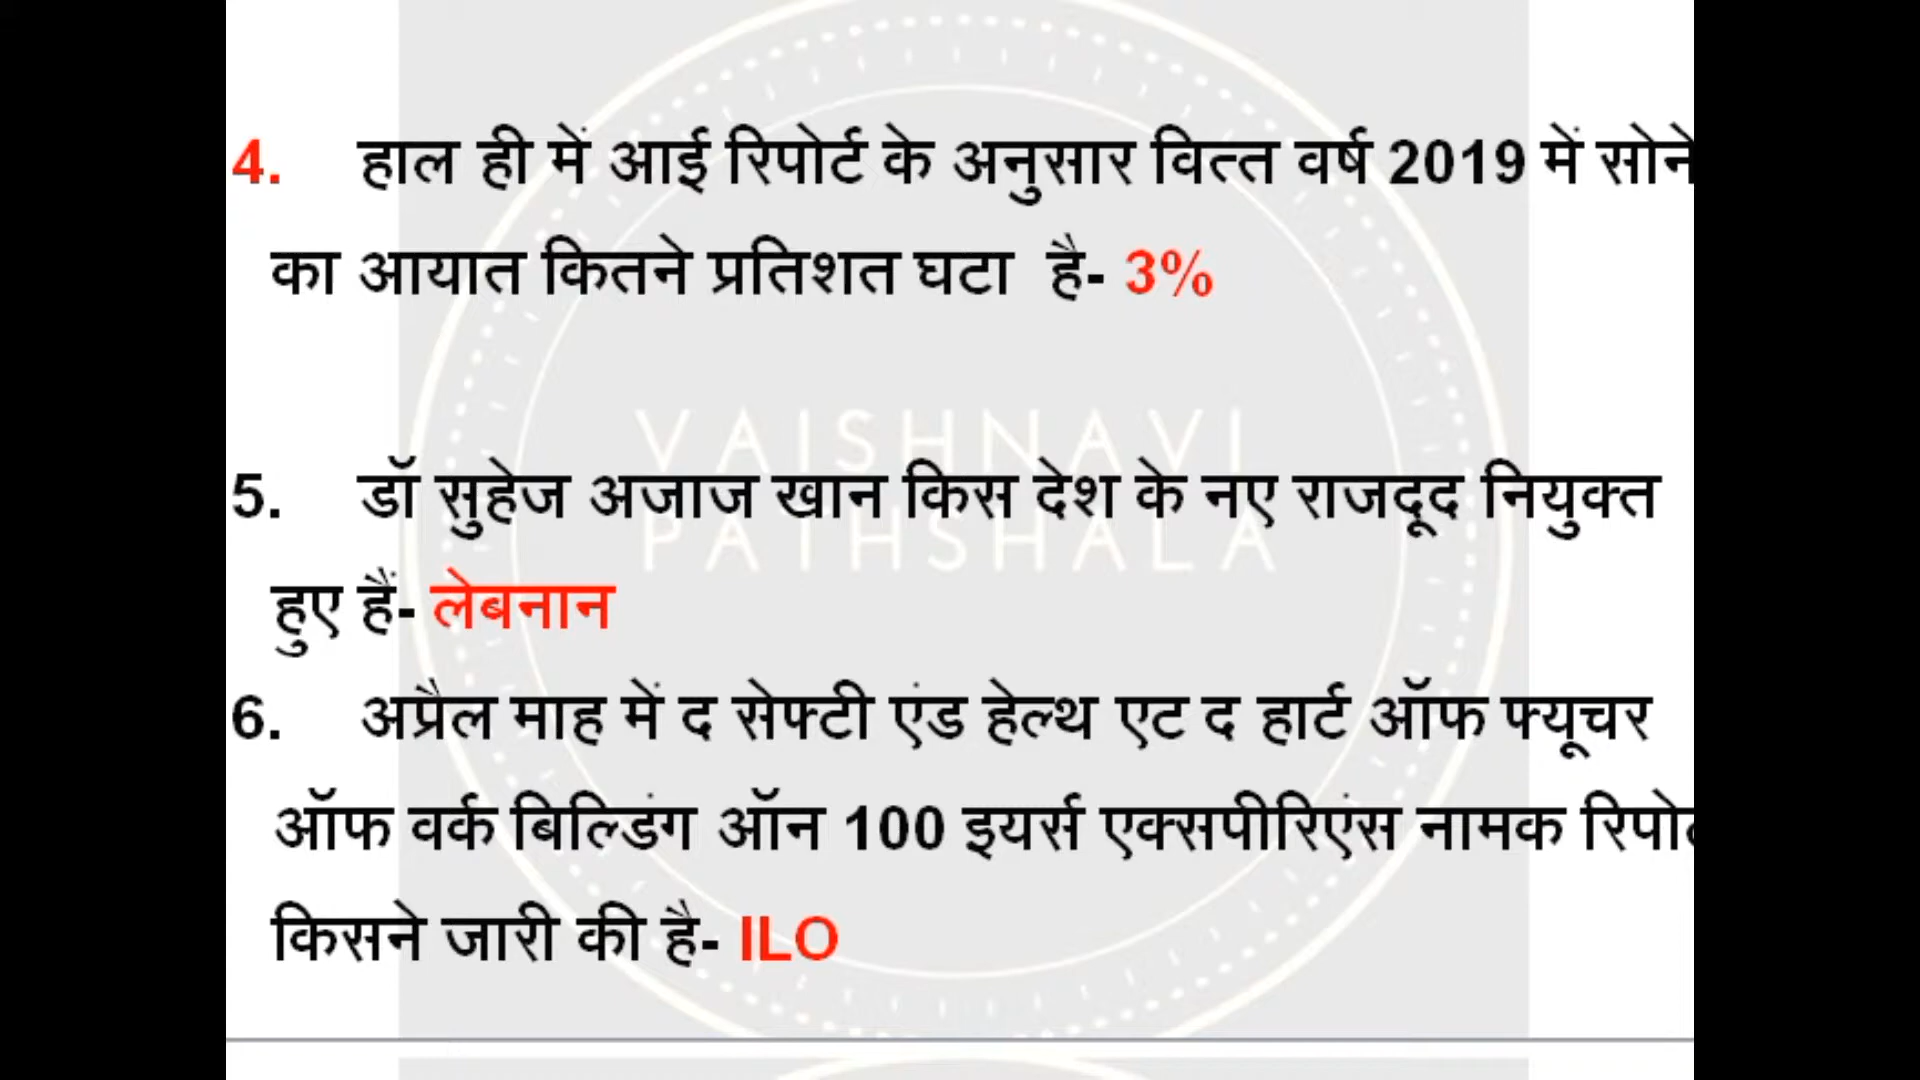 4. हाल ही में आई रिपोर्ट के अनुसार वित्त वर्ष 2019 में सोने
का आयात कितने प्रतिशत घटा है- 3%
VAISHNAVI
5. डॉ सुहेज अजाज खान किस देश के नए राजदूद नियुक्त
PATHSHALA
हुए हैं- लेबनान
6. अप्रैल माह में द सेफ्टी एंड हेल्थ एट द हार्ट ऑफ फ्यूचर
ऑफ वर्क बिल्डिंग ऑन 100 इयर्स एक्सपीरिएंस नामक
किसने जारी की है- ILO